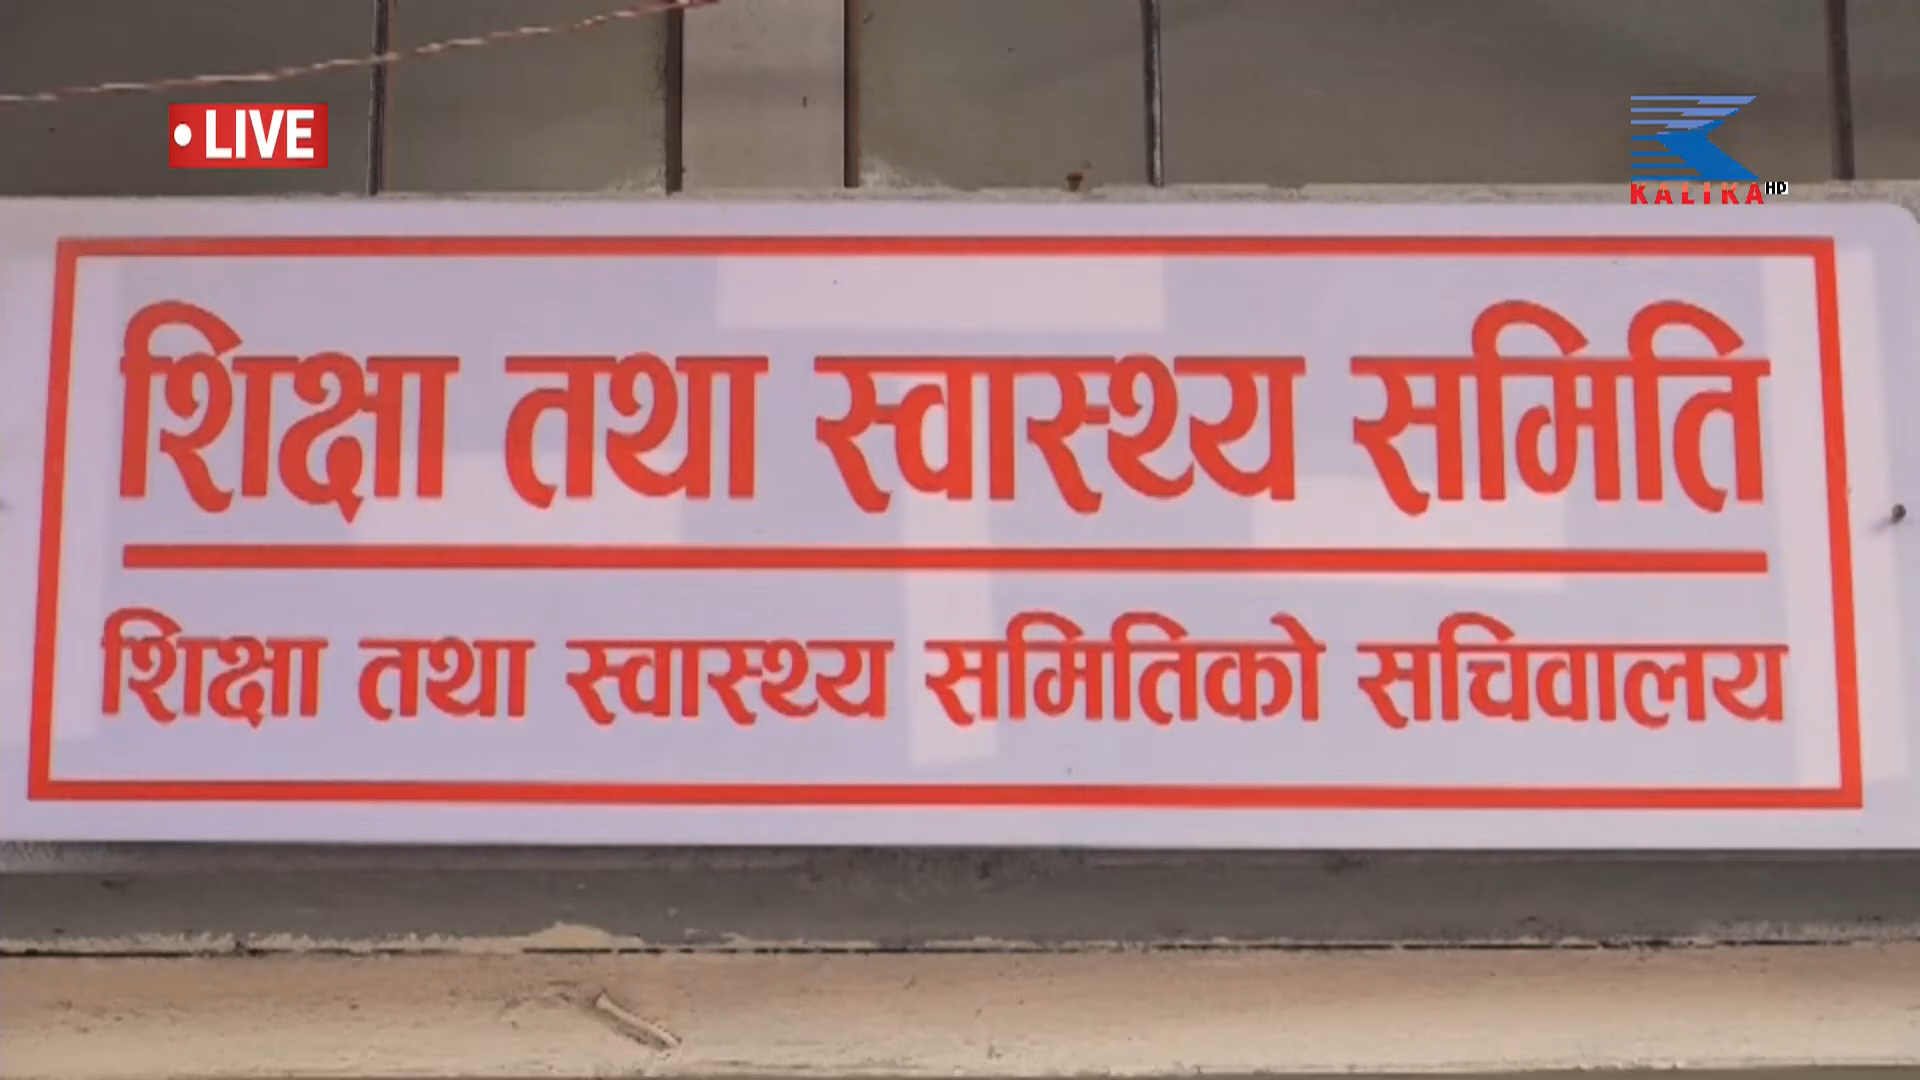 LIVE
KALIKA HD
शिक्षा तथा स्वास्थ्य समिति
शिक्षा तथा स्वास्थ्य समितिको सचिवालय